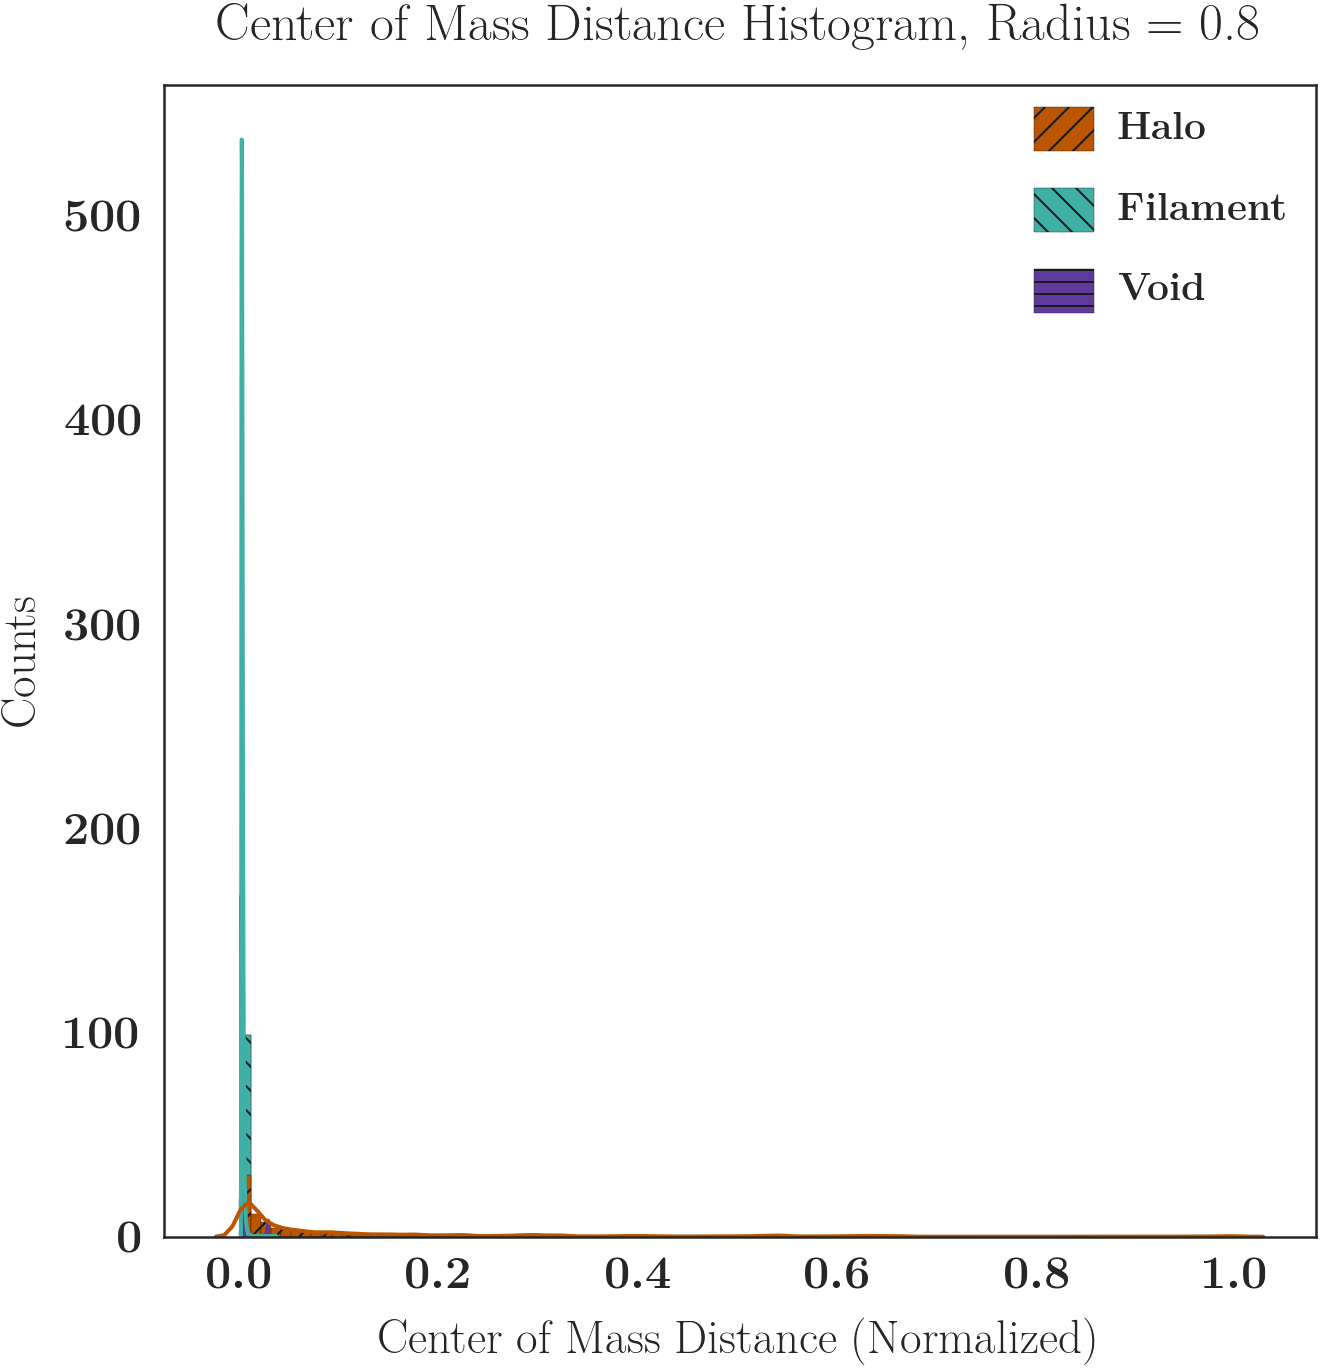 Center of Mass Distance Histogram, Radius = 0.8
Halo
Filament
Void
500
400
300
200
100
0
Counts
0.0 0.2 0.4 0.6 0.8 1.0
Center of Mass Distance (Normalized)